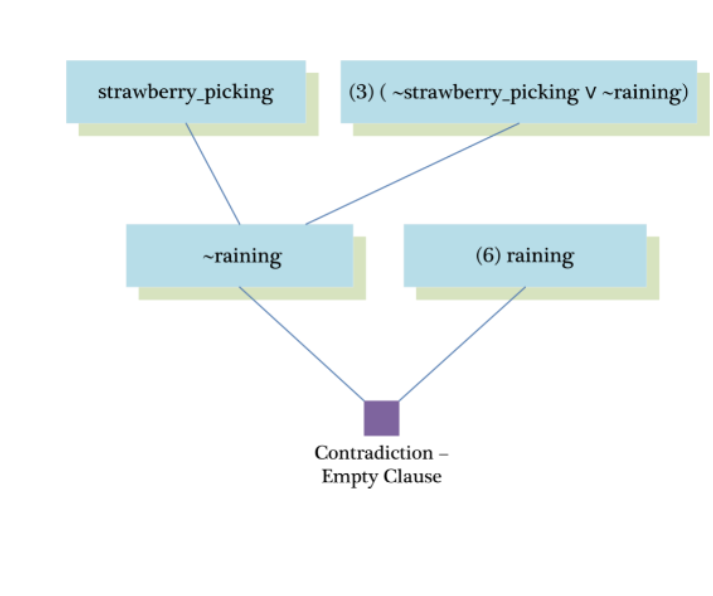 strawberry_picking
(3) ( ~strawberry_picking ∨ ~raining)
~raining
(6) raining
Contradiction –
Empty Clause